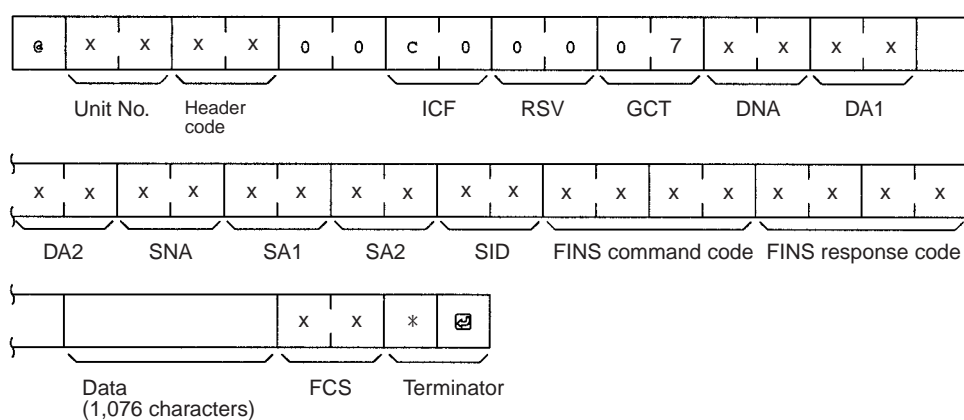 @ x x x x 0 0 C 0 0 0 0 7 x x x x
Unit No. Header code ICF RSV GCT DNA DA1
x x x x x x x x x x x x x x x x x x
DA2 SNA SA1 SA2 SID FINS command code FINS response code
x x * ↵
Data (1,076 characters) FCS Terminator